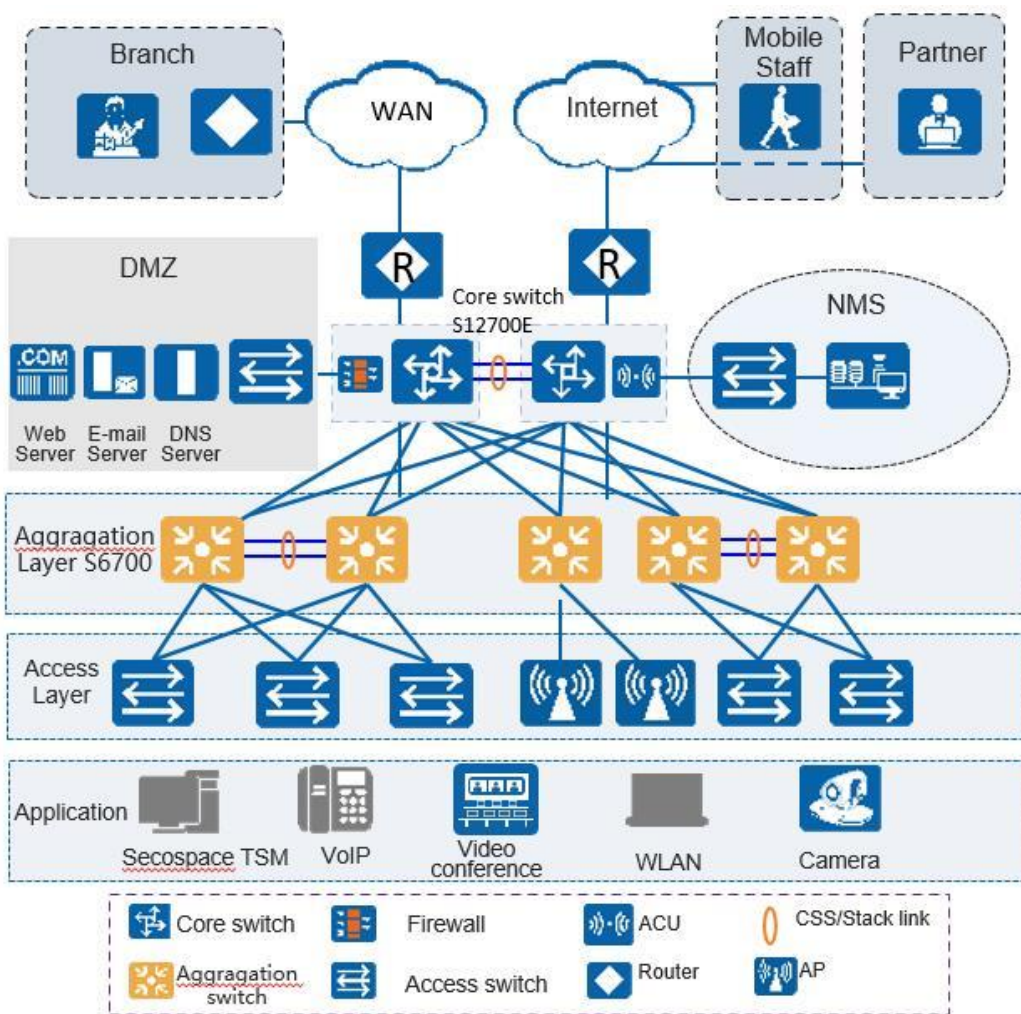 Branch
WAN
Internet
Mobile
Staff
Partner
DMZ
R
R
Core switch
S12700E
NMS
.COM
Web
Server
E-mail
Server
DNS
Server
Aggragation
Layer S6700
Access
Layer
Application
Secospace TSM
VoIP
Video
conference
WLAN
Camera
Core switch
Firewall
ACU
CSS/Stack link
Aggragation
switch
Access switch
Router
AP